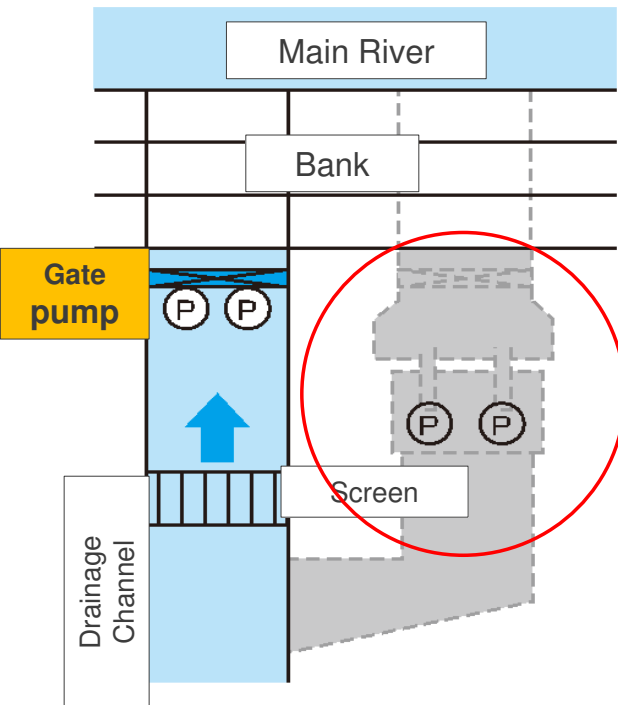 Main River
Bank
Gate
pump
P P
P P
Screen
Drainage
Channel